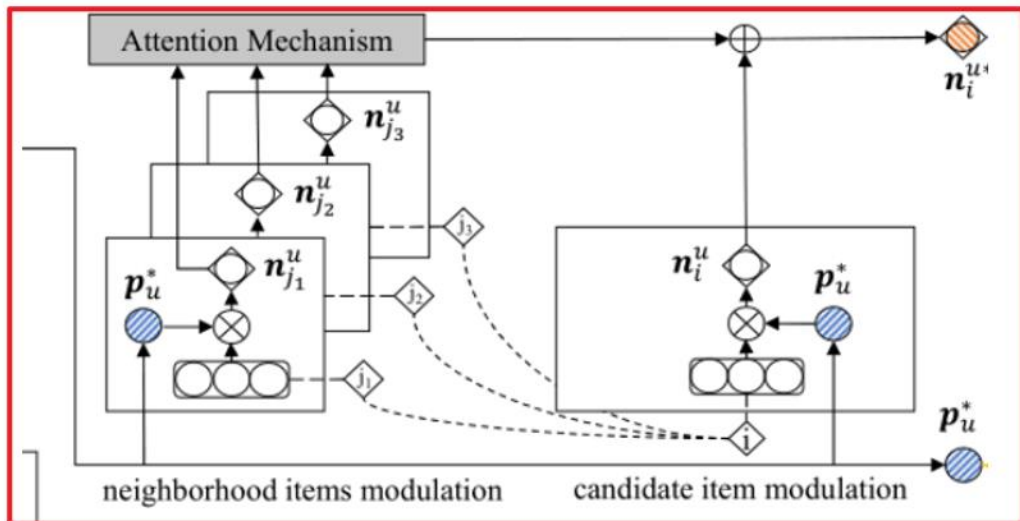 Attention Mechanism
n_i^{u*}
n_{j_3}^u
n_{j_2}^u
j_3
n_{j_1}^u
n_i^u
p_u^*
p_u^*
j_2
j_1
p_u^*
i
neighborhood items modulation
candidate item modulation